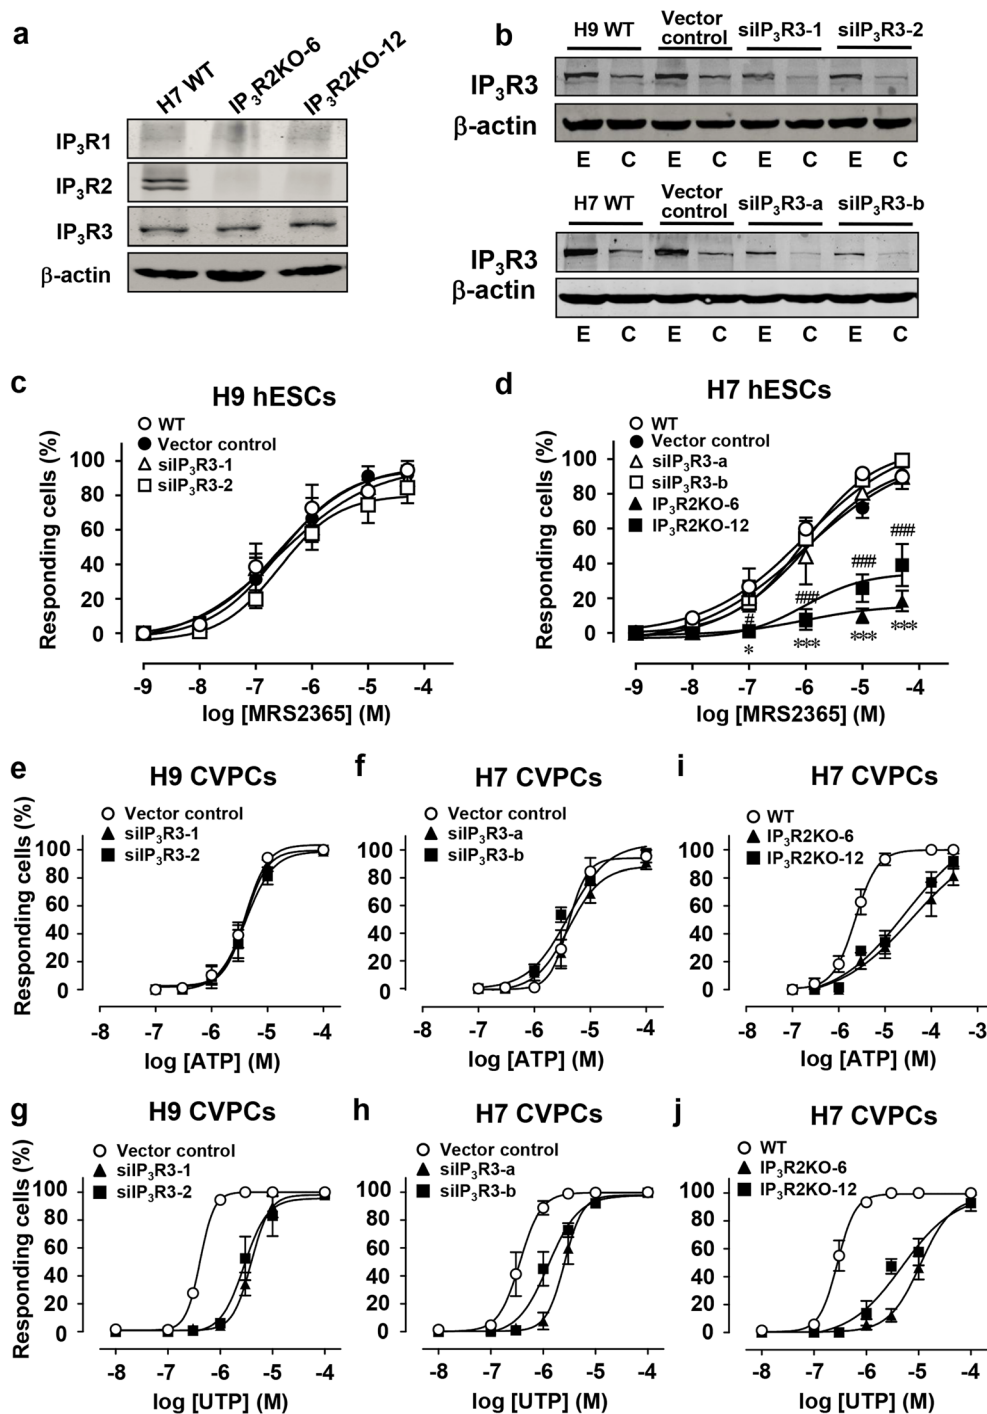 a
H7 WT
IP3R2KO-6
IP3R2KO-12
IP3R1
IP3R2
IP3R3
β-actin
b
H9 WT
Vector control
siIP3R3-1
siIP3R3-2
IP3R3
β-actin
E C E C E C E C
H7 WT
Vector control
siIP3R3-a
siIP3R3-b
IP3R3
β-actin
E C E C E C E C
c
H9 hESCs
WT
Vector control
siIP3R3-1
siIP3R3-2
Responding cells (%)
100
80
60
40
20
0
-9 -8 -7 -6 -5 -4
log [MRS2365] (M)
d
H7 hESCs
WT
Vector control
siIP3R3-a
siIP3R3-b
IP3R2KO-6
IP3R2KO-12
Responding cells (%)
100
80
60
40
20
0
###
###
###
#
*
***
***
***
-9 -8 -7 -6 -5 -4
log [MRS2365] (M)
e
H9 CVPCs
Vector control
siIP3R3-1
siIP3R3-2
Responding cells (%)
100
80
60
40
20
0
-8 -7 -6 -5 -4
log [ATP] (M)
f
H7 CVPCs
Vector control
siIP3R3-a
siIP3R3-b
100
80
60
40
20
0
-8 -7 -6 -5 -4
log [ATP] (M)
i
H7 CVPCs
WT
IP3R2KO-6
IP3R2KO-12
100
80
60
40
20
0
-8 -7 -6 -5 -4 -3
log [ATP] (M)
g
H9 CVPCs
Vector control
siIP3R3-1
siIP3R3-2
Responding cells (%)
100
80
60
40
20
0
-8 -7 -6 -5 -4
log [UTP] (M)
h
H7 CVPCs
Vector control
siIP3R3-a
siIP3R3-b
100
80
60
40
20
0
-8 -7 -6 -5 -4
log [UTP] (M)
j
H7 CVPCs
WT
IP3R2KO-6
IP3R2KO-12
100
80
60
40
20
0
-8 -7 -6 -5 -4
log [UTP] (M)